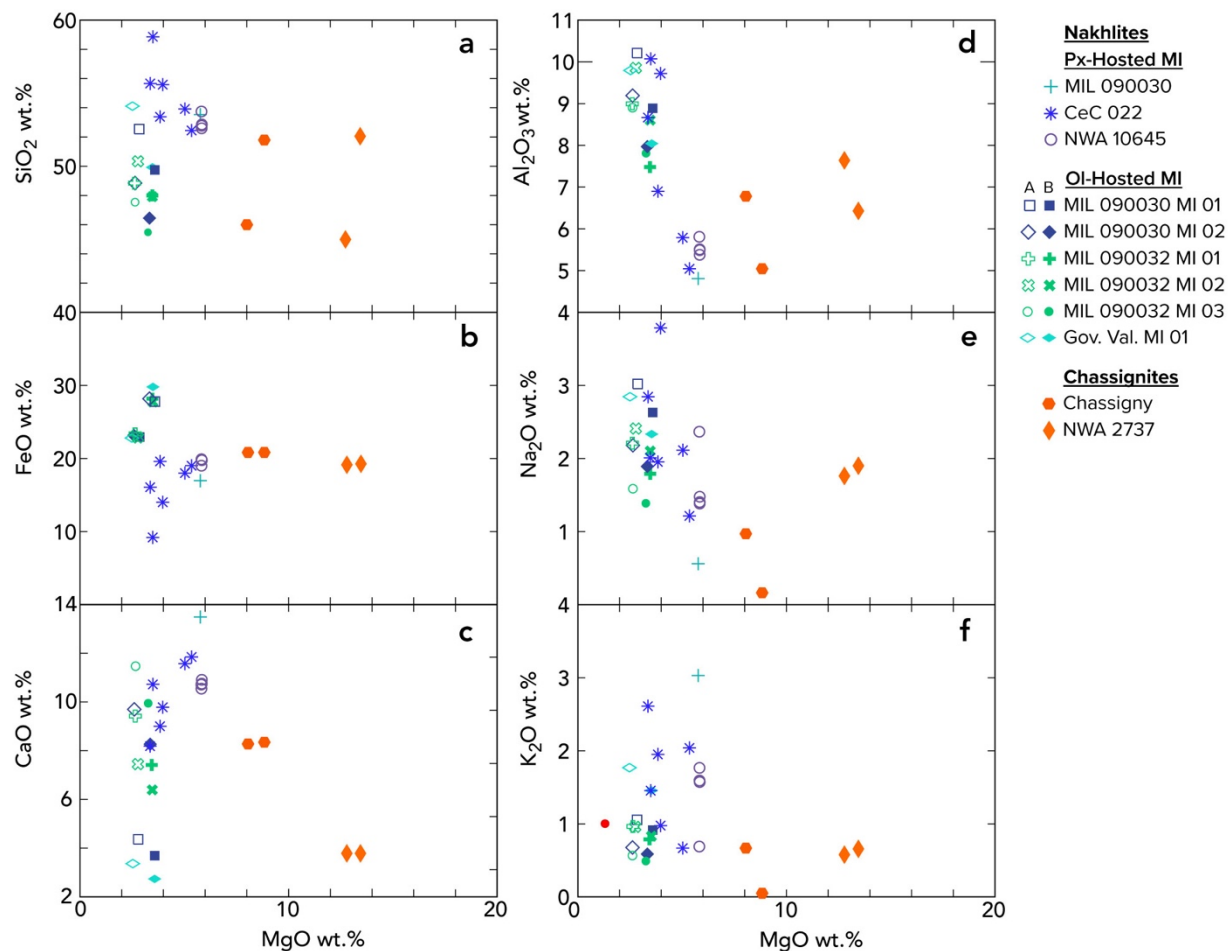 60
50
40
SiO2 wt.%
a
30
20
10
FeO wt.%
b
14
10
6
2
CaO wt.%
c
0
10
20
MgO wt.%
11
10
9
8
7
6
5
4
Al2O3 wt.%
d
3
2
1
Na2O wt.%
e
4
3
2
1
0
K2O wt.%
f
0
10
20
MgO wt.%
Nakhlites
Px-Hosted MI
MIL 090030
CeC 022
NWA 10645
A B Ol-Hosted MI
MIL 090030 MI 01
MIL 090030 MI 02
MIL 090032 MI 01
MIL 090032 MI 02
MIL 090032 MI 03
Gov. Val. MI 01
Chassignites
Chassigny
NWA 2737